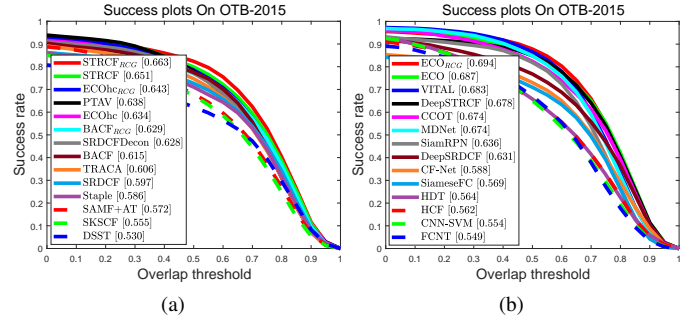 Success plots On OTB-2015
Success rate
1
0.9
0.8
0.7
0.6
0.5
0.4
0.3
0.2
0.1
0
STRCF_RCG [0.663]
STRCF [0.651]
ECOhc_RCG [0.643]
PTAV [0.638]
ECOhc [0.634]
BACF_RCG [0.629]
SRDCFDecon [0.628]
BACF [0.615]
TRACA [0.606]
SRDCF [0.597]
Staple [0.586]
SAMF+AT [0.572]
SKSCF [0.555]
DSST [0.530]
0 0.1 0.2 0.3 0.4 0.5 0.6 0.7 0.8 0.9 1
Overlap threshold
(a)
Success plots On OTB-2015
Success rate
1
0.9
0.8
0.7
0.6
0.5
0.4
0.3
0.2
0.1
0
ECO_RCG [0.694]
ECO [0.687]
VITAL [0.683]
DeepSTRCF [0.678]
CCOT [0.674]
MDNet [0.674]
SiamRPN [0.636]
DeepSRDCF [0.631]
CF-Net [0.588]
SiameseFC [0.569]
HDT [0.564]
HCF [0.562]
CNN-SVM [0.554]
FCNT [0.549]
0 0.1 0.2 0.3 0.4 0.5 0.6 0.7 0.8 0.9 1
Overlap threshold
(b)